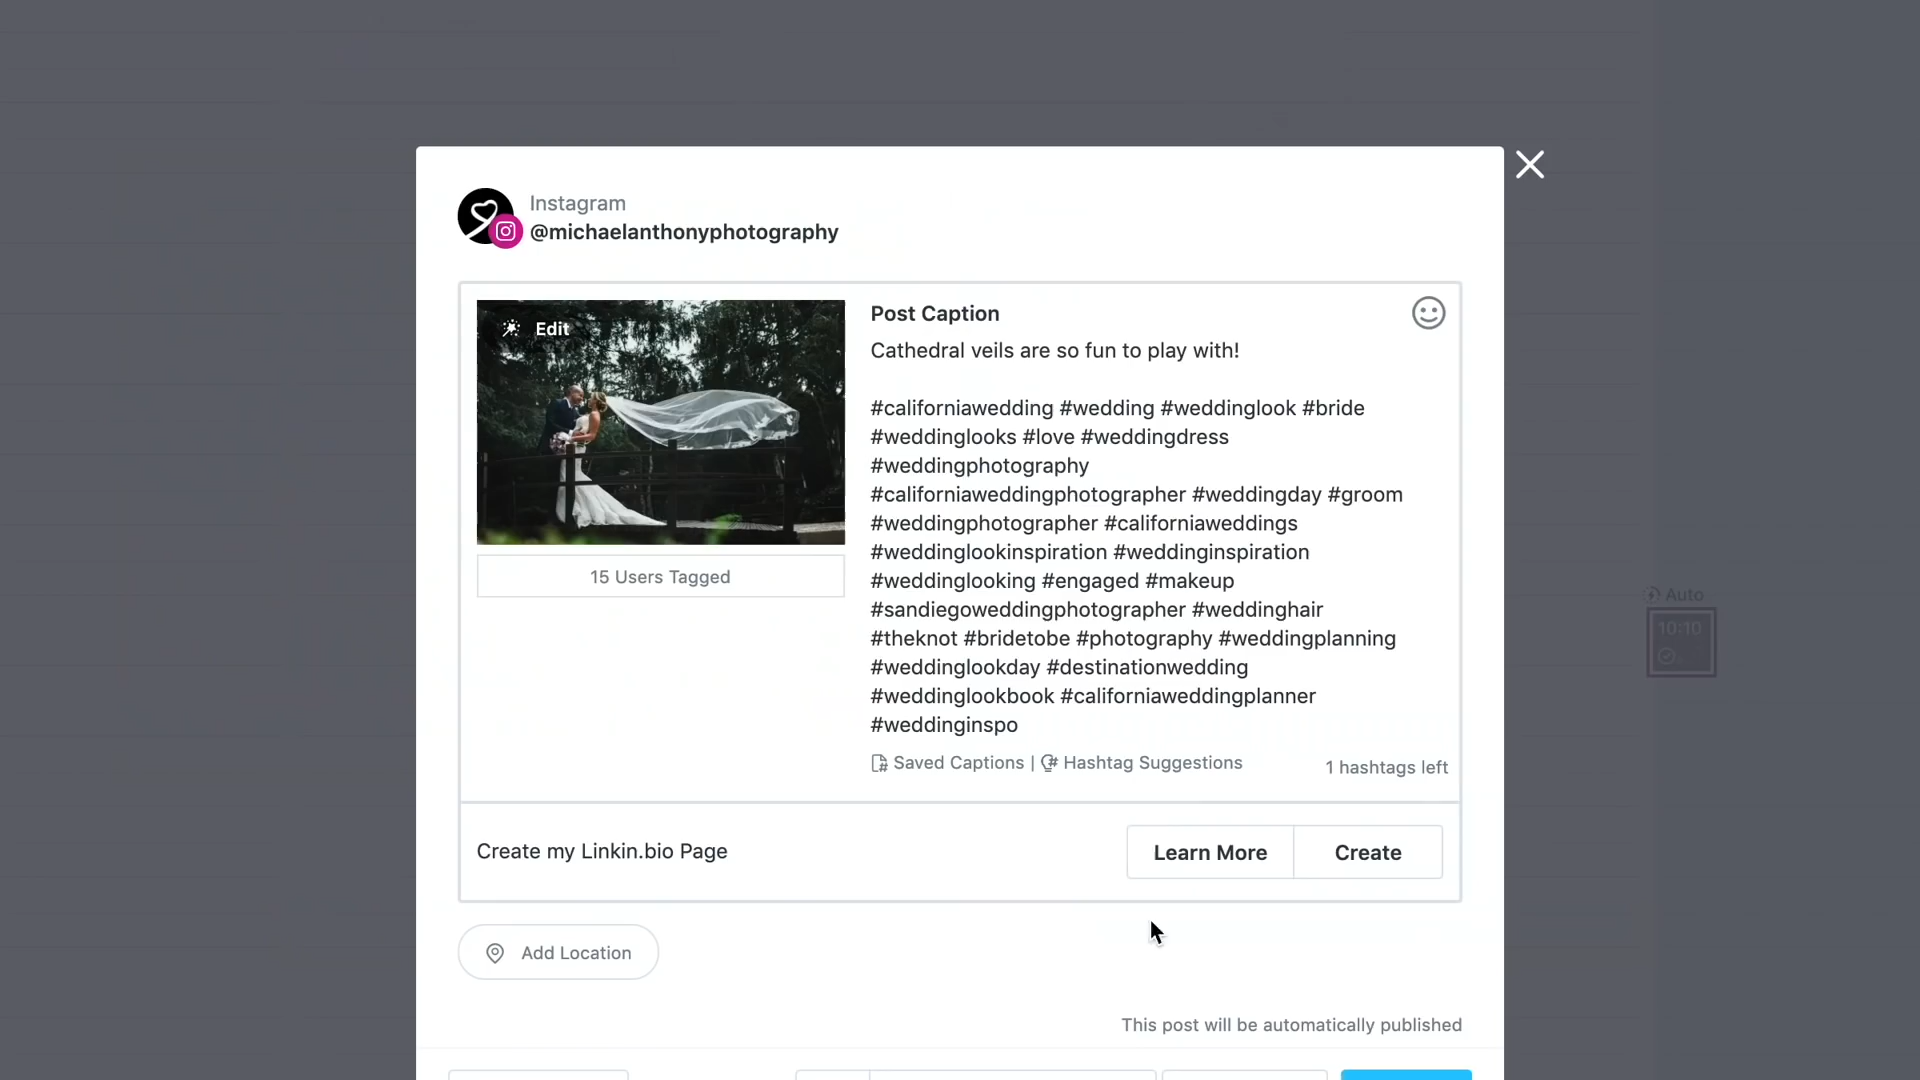 Instagram
@michaelanthonyphotography
Edit
Post Caption
Cathedral veils are so fun to play with!
#californiawedding #wedding #weddinglook #bride
#weddinglooks #love #weddingdress
#weddingphotography
#californiaweddingphotographer #weddingday #groom
#weddingphotographer #californiaweddings
#weddinglookinspiration #weddinginspiration
#weddinglooking #engaged #makeup
#sandiegoweddingphotographer #weddinghair
#theknot #bridetobe #photography #weddingplanning
#weddinglookday #destinationwedding
#weddinglookbook #californiaweddingplanner
#weddinginspo
15 Users Tagged
Saved Captions | Hashtag Suggestions
1 hashtags left
Create my Linkin.bio Page
Learn More
Create
Add Location
This post will be automatically published
Auto
10:10